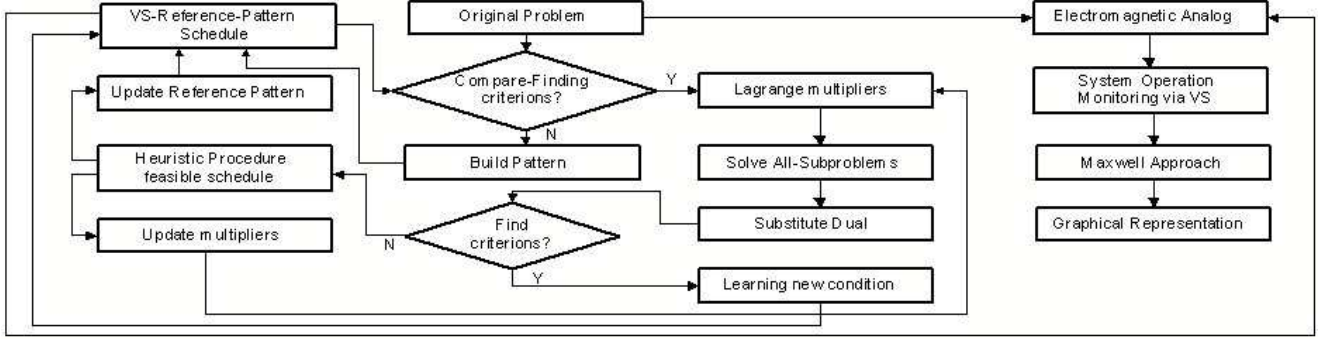 VS-Reference-Pattern
Schedule
Original Problem
Electromagnetic Analog
Compare-Finding
criterions?
Y
N
Update Reference Pattern
Lagrange multipliers
System Operation
Monitoring via VS
Heuristic Procedure
feasible schedule
Build Pattern
Solve All-Subproblems
Maxwell Approach
Update multipliers
Find
criterions?
N
Y
Substitute Dual
Graphical Representation
Learning new condition